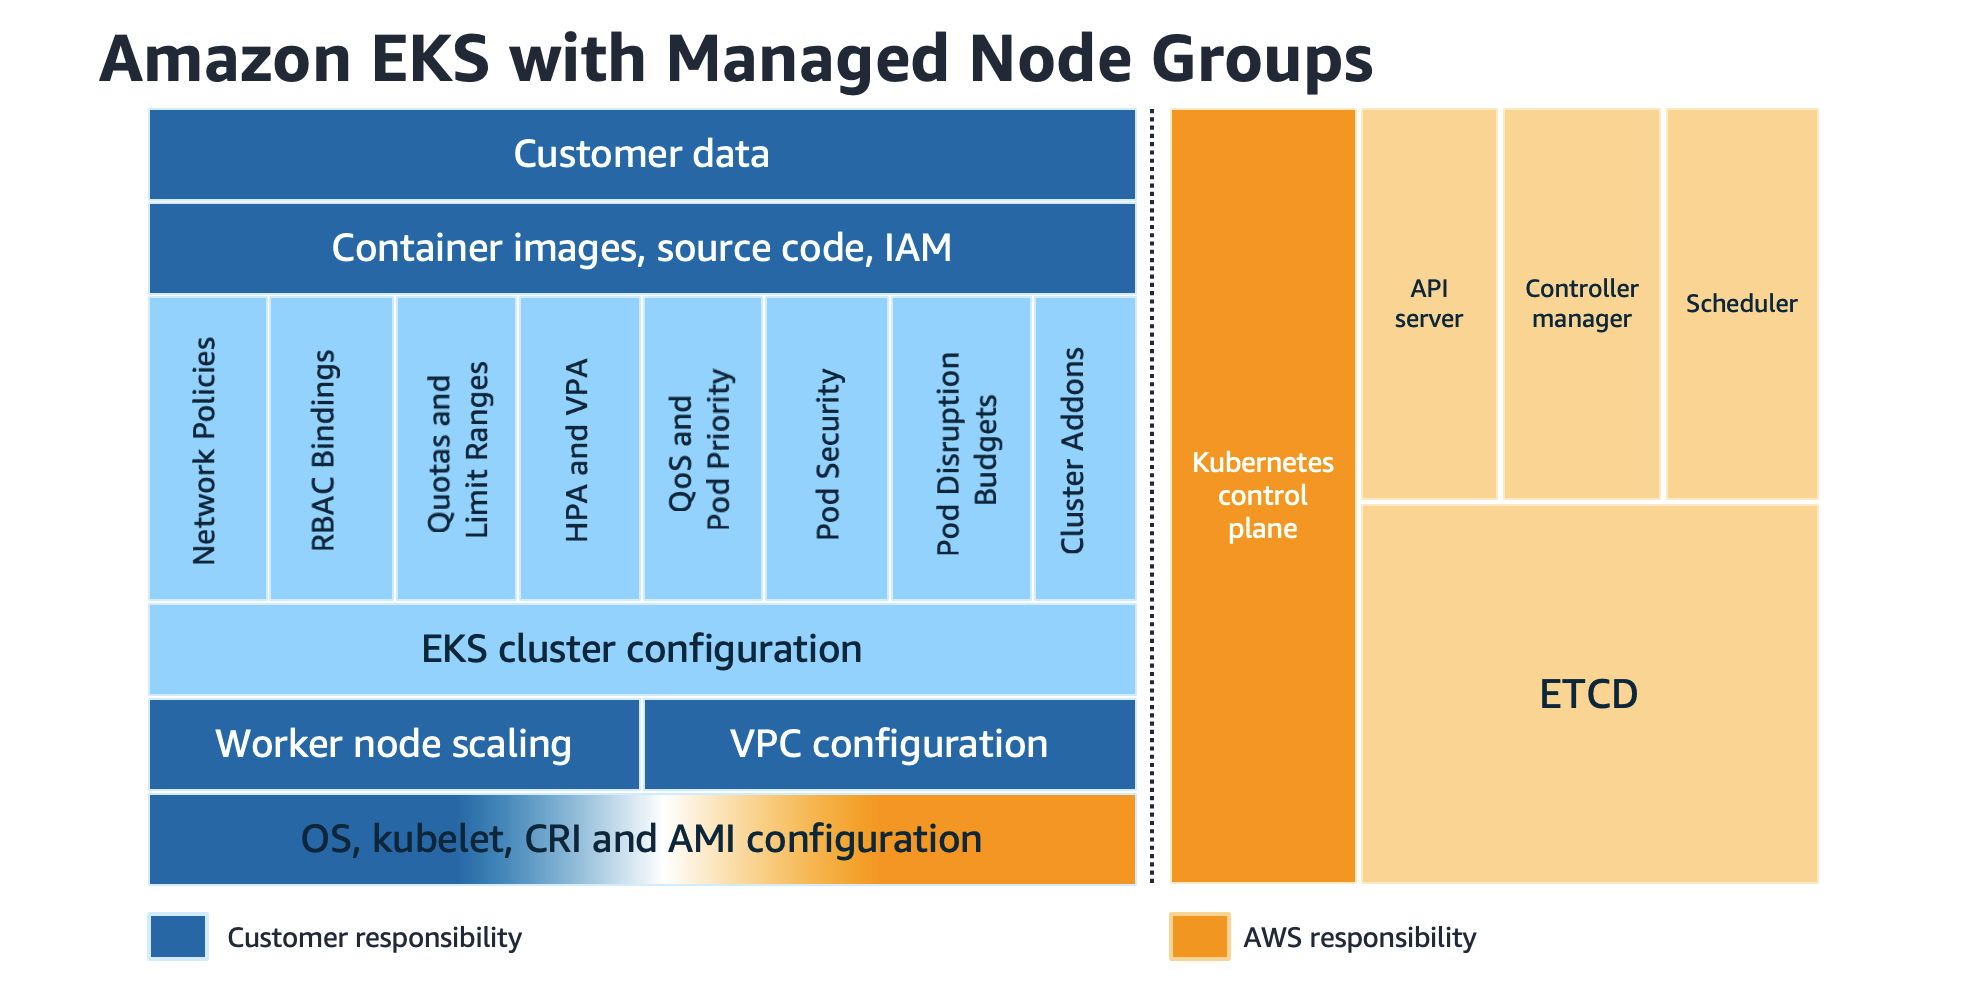 Amazon EKS with Managed Node Groups
Customer data
Container images, source code, IAM
Network Policies
RBAC Bindings
Quotas and
Limit Ranges
HPA and VPA
QoS and
Pod Priority
Pod Security
Pod Disruption
Budgets
Cluster Addons
EKS cluster configuration
Worker node scaling
VPC configuration
OS, kubelet, CRI and AMI configuration
Kubernetes
control
plane
API
server
Controller
manager
Scheduler
ETCD
Customer responsibility
AWS responsibility